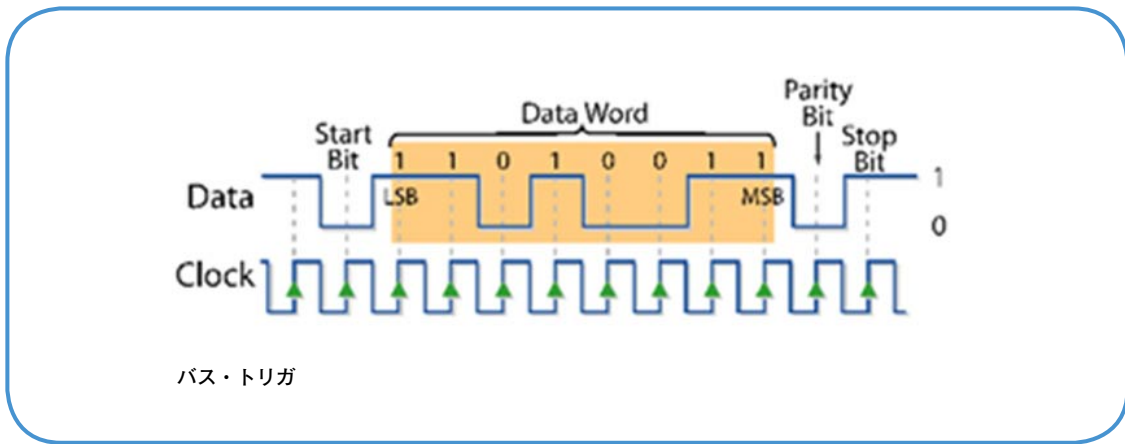 Parity
Bit
Data Word
Start
Bit
Stop
Bit
1 1 0 1 0 0 1 1
Data
LSB
MSB
1
0
Clock
バス・トリガ